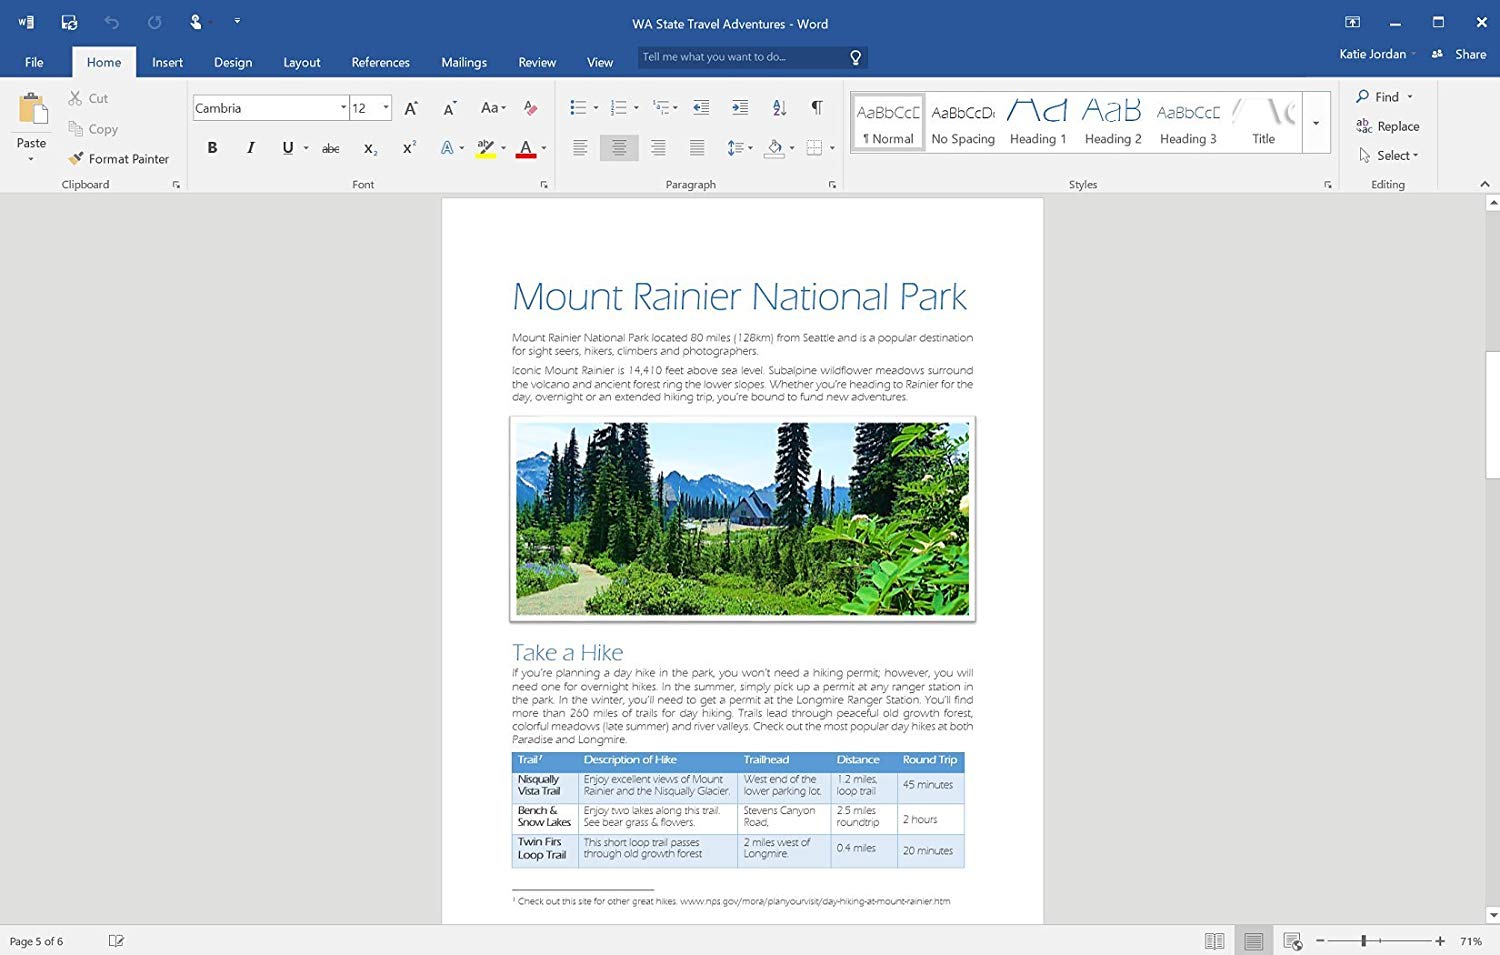 WA State Travel Adventures - Word
File Home Insert Design Layout References Mailings Review View Tell me what you want to do... Katie Jordan Share
Paste
Cut
Copy
Format Painter
Clipboard
Cambria 12
Font
Paragraph
AaBbCcD AaBbCcDc AaB AaBbCcD
¶ Normal No Spacing Heading 1 Heading 2 Heading 3 Title
Styles
Find
Replace
Select
Editing
Mount Rainier National Park
Mount Rainier National Park located 80 miles (128km) from Seattle and is a popular destination
for sight seers, hikers, climbers and photographers.
Iconic Mount Rainier is 14,410 feet above sea level. Subalpine wildflower meadows surround
the volcano and ancient forest ring the lower slopes. Whether you're heading to Rainier for the
day, overnight or an extended hiking trip, you're bound to fund new adventures.
Take a Hike
If you're planning a day hike in the park, you won't need a hiking permit; however, you will
need one for overnight hikes. In the summer, simply pick up a permit at any ranger station in
the park. In the winter, you'll need to get a permit at the Longmire Ranger Station. You'll find
more than 260 miles of trails for day hiking. Trails lead through peaceful old growth forest,
colorful meadows (late summer) and river valleys. Check out the most popular day hikes at both
Paradise and Longmire.
Trail¹ Description of Hike Trailhead Distance Round Trip
Nisqually Vista Trail Enjoy excellent views of Mount Rainier and the Nisqually Glacier. West end of the lower parking lot. 1.2 miles, loop trail 45 minutes
Bench & Snow Lakes Enjoy two lakes along this trail. See bear grass & flowers. Stevens Canyon Road, 2.5 miles roundtrip 2 hours
Twin Firs Loop Trail This short loop trail passes through old growth forest 2 miles west of Longmire. 0.4 miles 20 minutes
¹ Check out this site for other great hikes. www.nps.gov/mora/planyourvisit/day-hiking-at-mount-rainier.htm
Page 5 of 6 71%